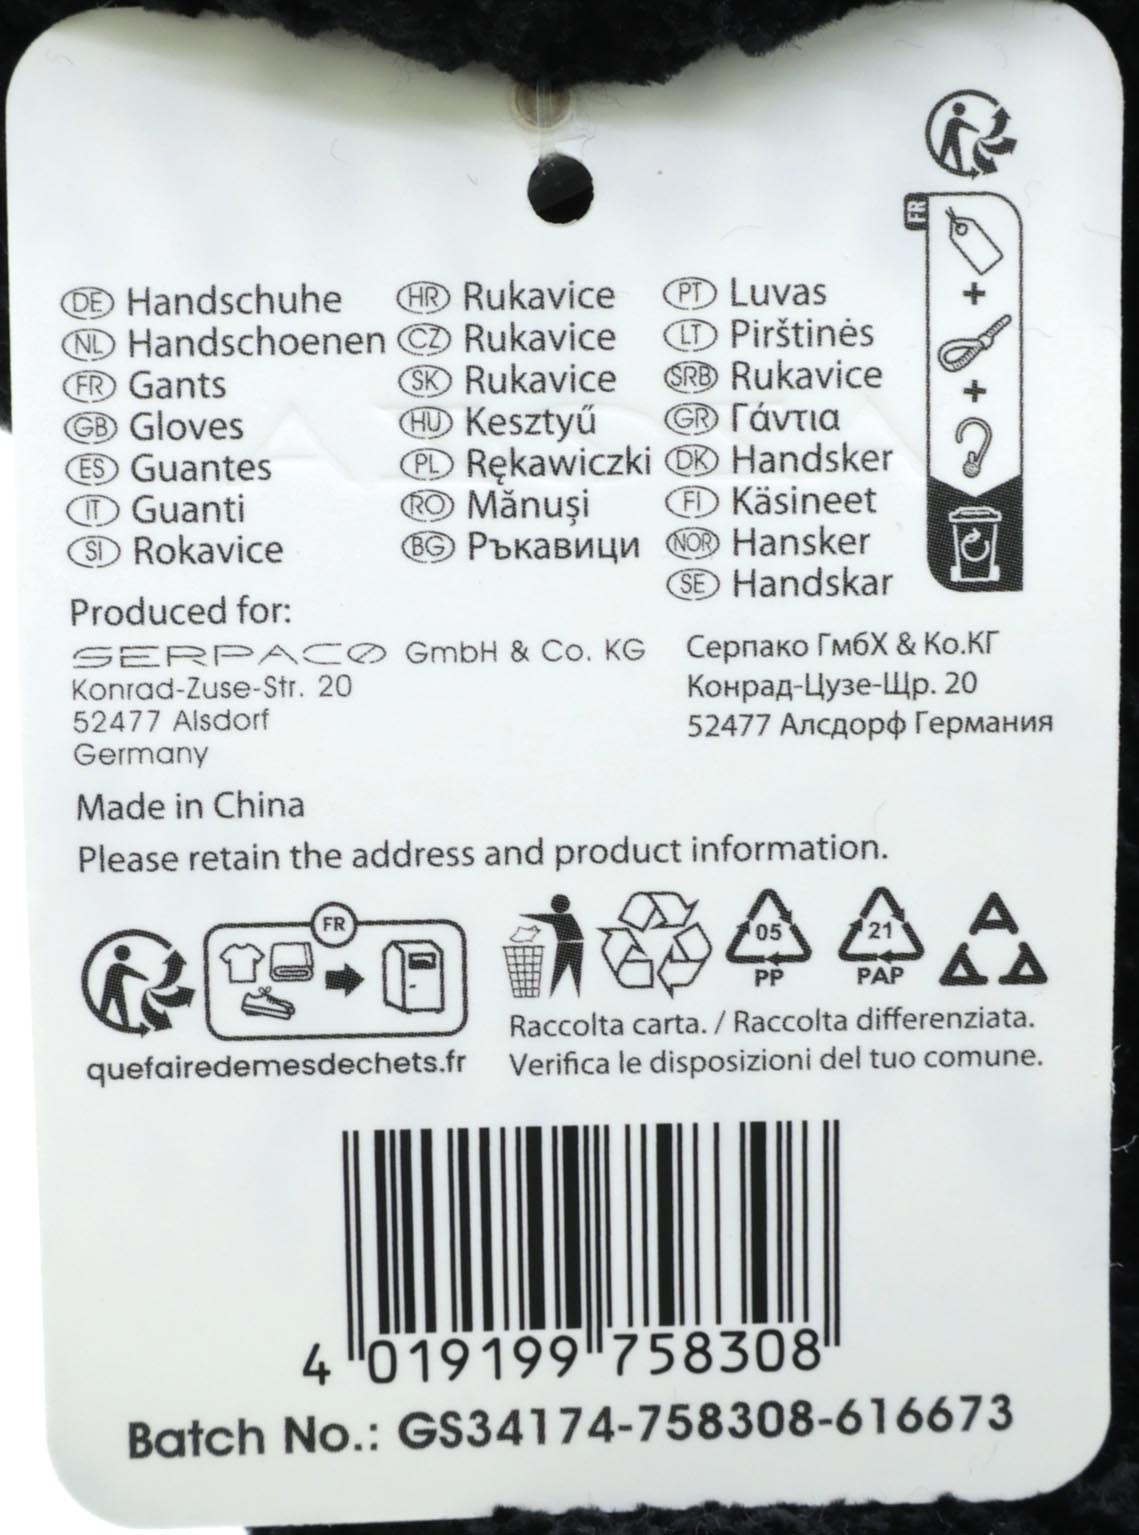 FR
DE Handschuhe
NL Handschoenen
FR Gants
GB Gloves
ES Guantes
IT Guanti
SI Rokavice
HR Rukavice
CZ Rukavice
SK Rukavice
HU Kesztyű
PL Rękawiczki
RO Mănuşi
BG Ръкавици
PT Luvas
LT Pirštinės
SRB Rukavice
GR Γάντια
DK Handsker
FI Käsineet
NOR Hansker
SE Handskar
Produced for:
SERPACO GmbH & Co. KG
Konrad-Zuse-Str. 20
52477 Alsdorf
Germany
Серпако ГмбХ & Ко.КГ
Конрад-Цузе-Щр. 20
52477 Алсдорф Германия
Made in China
Please retain the address and product information.
FR
quefairedemesdechets.fr
05
PP
21
PAP
Raccolta carta. / Raccolta differenziata.
Verifica le disposizioni del tuo comune.
4 019199 758308
Batch No.: GS34174-758308-616673